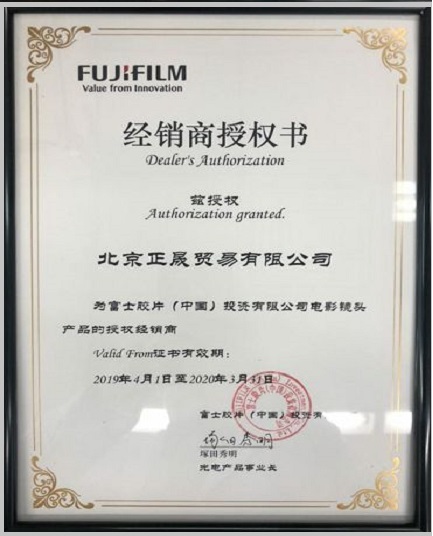 FUJIFILM
Value from Innovation
经销商授权书
Dealer's Authorization
兹授权
Authorization granted.
北京正晟贸易有限公司
为富士胶片（中国）投资有限公司电影镜头
产品的授权经销商
Valid From证书有效期：
2019年4月1日至2020年3月31日
富士胶片（中国）投资有
塚田秀明
光电产品事业长